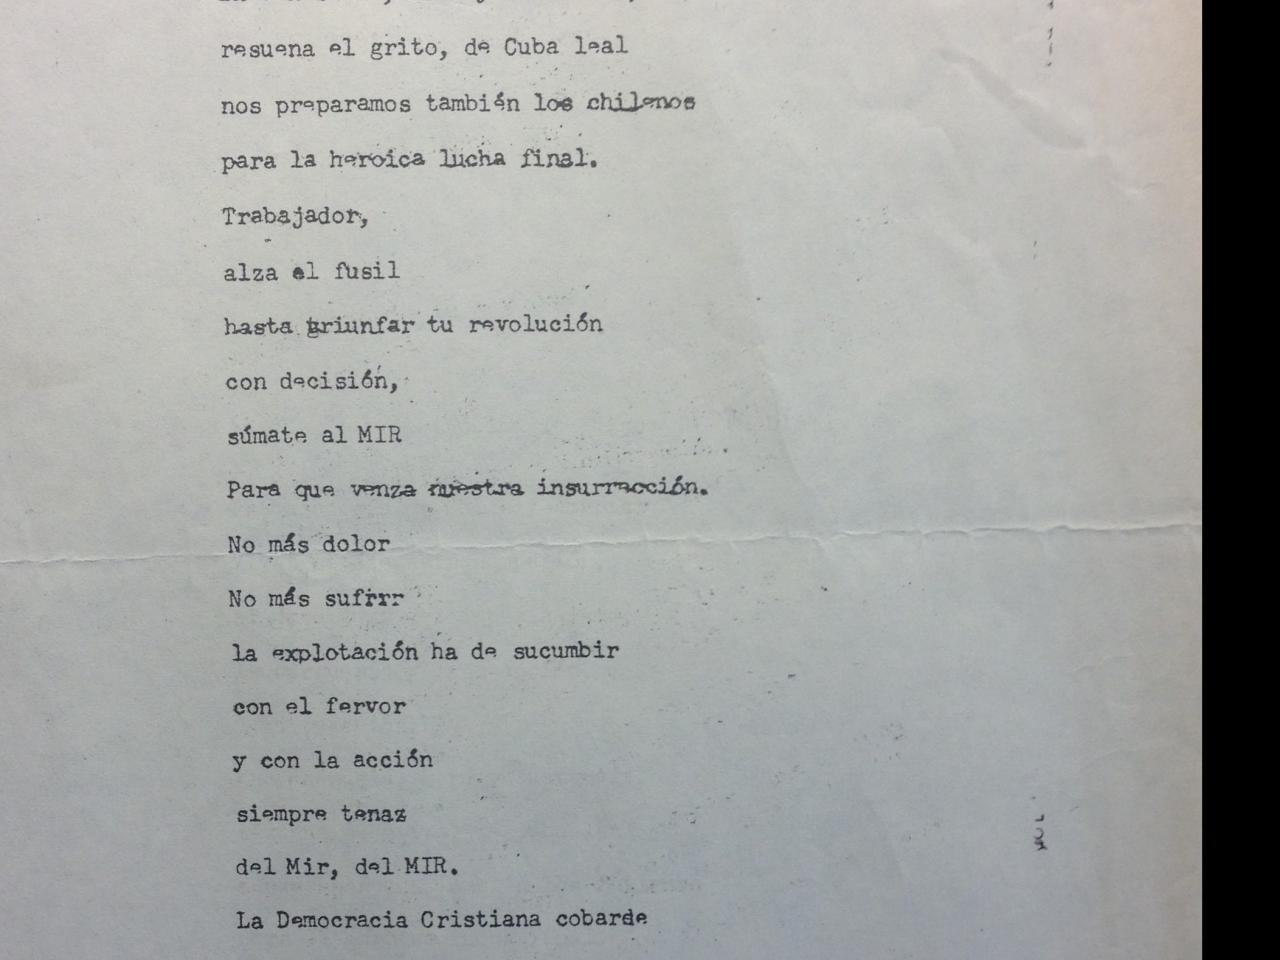 resuena el grito, de Cuba leal
nos preparamos también los chilenos
para la heroica lucha final.
Trabajador,
alza el fusil
hasta triunfar tu revolución
con decisión,
súmate al MIR
Para que venza nuestra insurrección.
No más dolor
No más sufrrr
la explotación ha de sucumbir
con el fervor
y con la acción
siempre tenaz
del Mir, del MIR.
La Democracia Cristiana cobarde